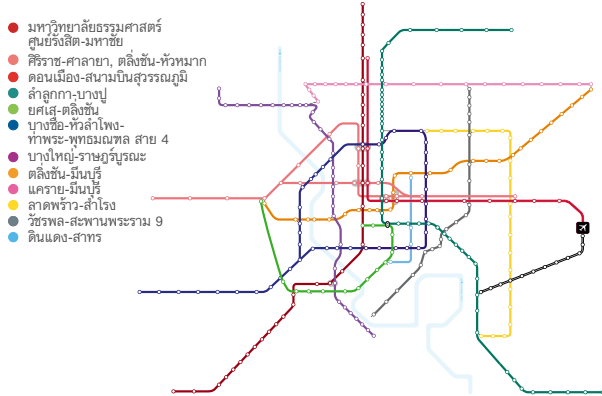 มหาวิทยาลัยธรรมศาสตร์
ศูนย์รังสิต-มหาชัย
ศิริราช-ศาลายา, ตลิ่งชัน-หัวหมาก
ดอนเมือง-สนามบินสุวรรณภูมิ
ลำลูกกา-บางปู
ยศเส-ตลิ่งชัน
บางซื่อ-หัวลำโพง-
ท่าพระ-พุทธมณฑล สาย 4
บางใหญ่-ราษฎร์บูรณะ
ตลิ่งชัน-มีนบุรี
แคราย-มีนบุรี
ลาดพร้าว-สำโรง
วัชรพล-สะพานพระราม 9
ดินแดง-สาทร